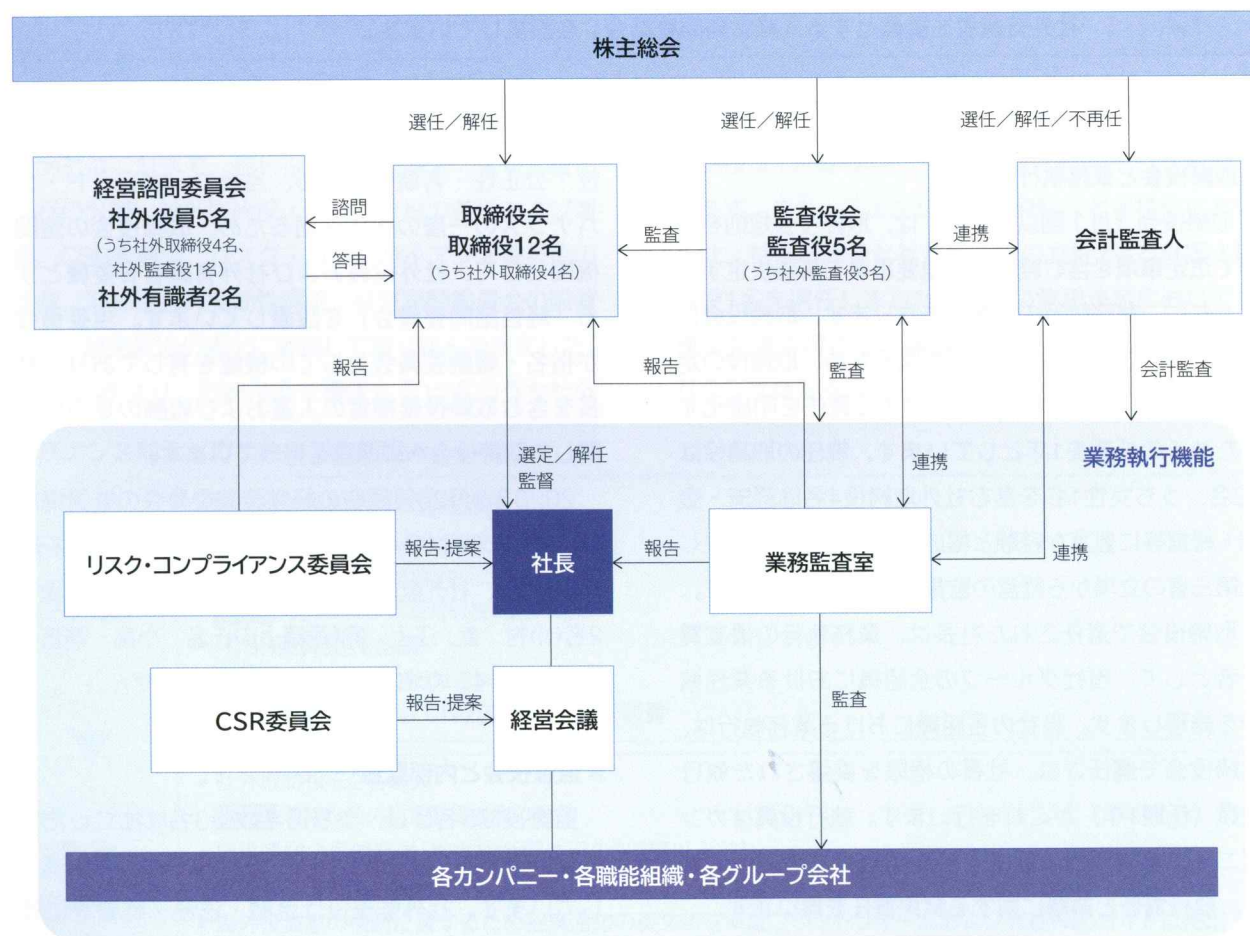 株主総会
選任／解任
選任／解任
選任／解任／不再任
経営諮問委員会
社外役員5名
（うち社外取締役4名、
社外監査役1名）
社外有識者2名
諮問
答申
取締役会
取締役12名
（うち社外取締役4名）
監査
監査役会
監査役5名
（うち社外監査役3名）
連携
会計監査人
報告
報告
監査
連携
連携
会計監査
業務執行機能
選定／解任
監督
リスク・コンプライアンス委員会
報告・提案
社長
報告
業務監査室
CSR委員会
報告・提案
経営会議
監査
各カンパニー・各職能組織・各グループ会社